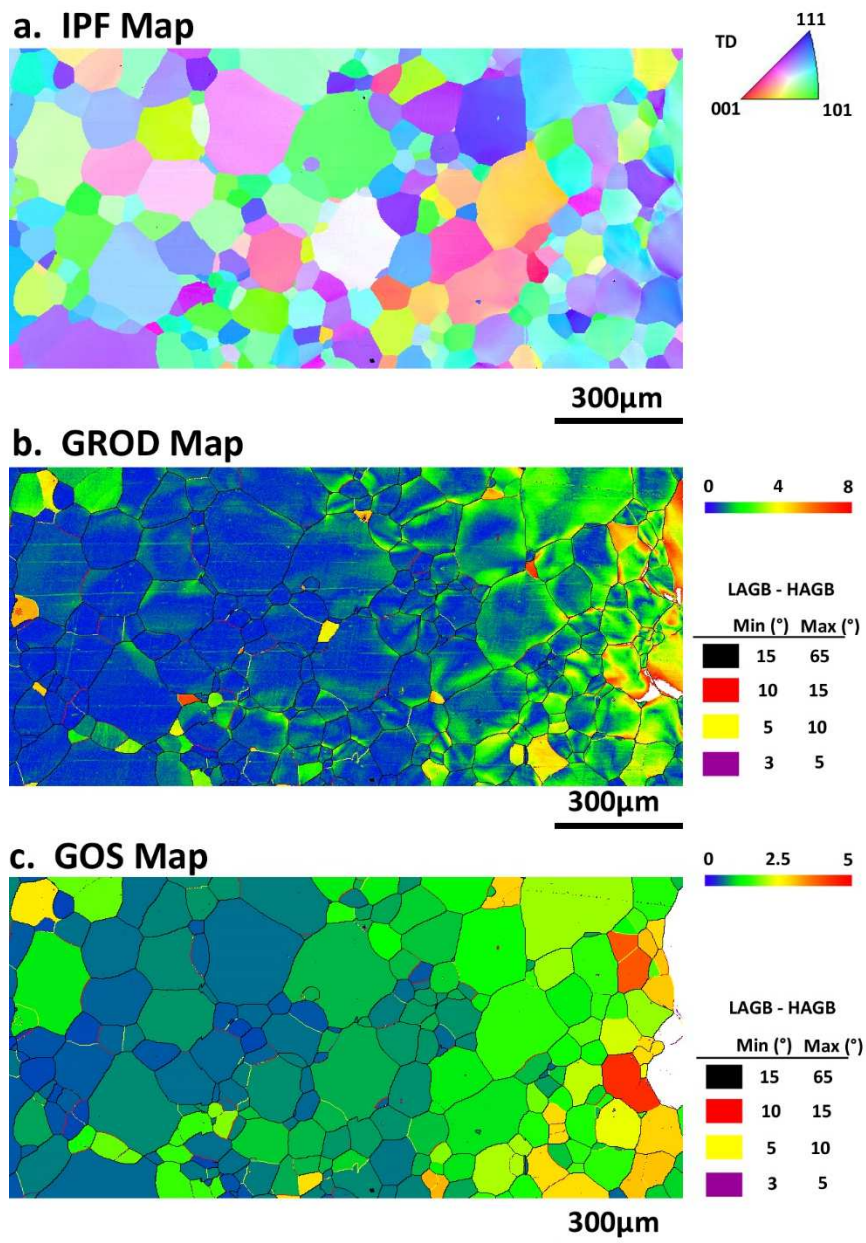 a. IPF Map
TD
111
001
101
300µm
b. GROD Map
0 4 8
LAGB - HAGB
Min (°) Max (°)
15 65
10 15
5 10
3 5
300µm
c. GOS Map
0 2.5 5
LAGB - HAGB
Min (°) Max (°)
15 65
10 15
5 10
3 5
300µm